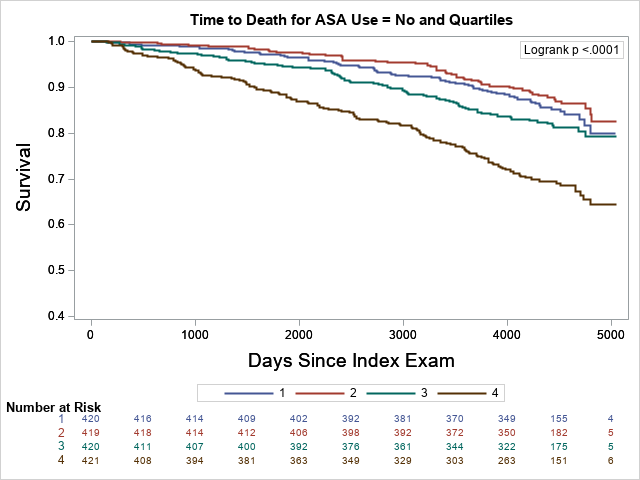 Time to Death for ASA Use = No and Quartiles
Logrank p <.0001
1.0
0.9
0.8
0.7
0.6
0.5
0.4
Survival
0 1000 2000 3000 4000 5000
Days Since Index Exam
1 2 3 4
Number at Risk
1 420 416 414 409 402 392 381 370 349 155 4
2 419 418 414 412 406 398 392 372 350 182 5
3 420 411 407 400 392 376 361 344 322 175 5
4 421 408 394 381 363 349 329 303 263 151 6